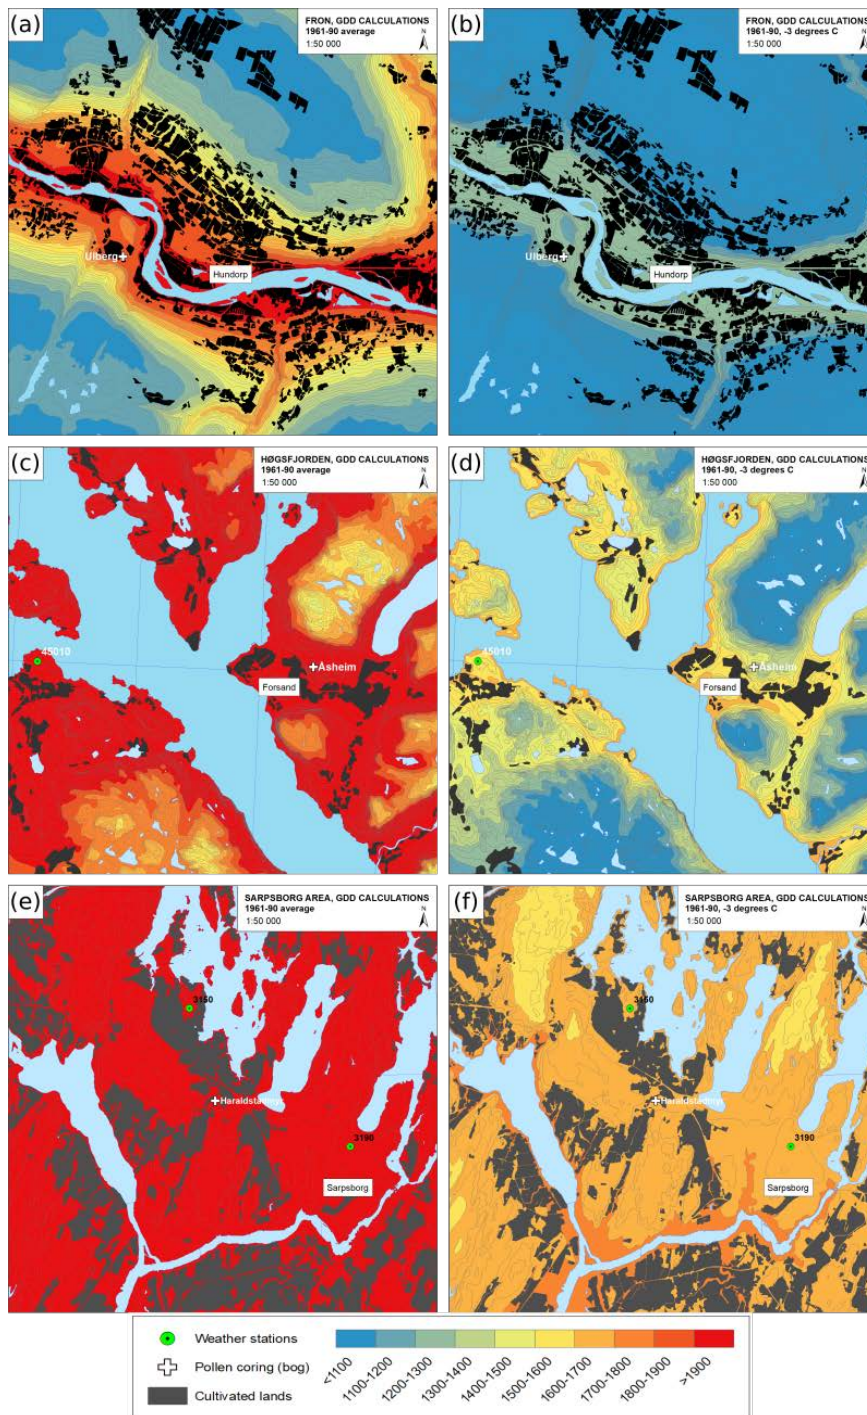 (a)
FRON, GDD CALCULATIONS
1961-90 average
1:50 000
N
Ulberg
Hundorp
(b)
FRON, GDD CALCULATIONS
1961-90, -3 degrees C
1:50 000
N
Ulberg
Hundorp
(c)
HØGSFJORDEN, GDD CALCULATIONS
1961-90 average
1:50 000
N
45010
Åsheim
Forsand
(d)
HØGSFJORDEN, GDD CALCULATIONS
1961-90, -3 degrees C
1:50 000
N
45010
Åsheim
Forsand
(e)
SARPSBORG AREA, GDD CALCULATIONS
1961-90 average
1:50 000
N
3150
Haraldstadmyr
3190
Sarpsborg
(f)
SARPSBORG AREA, GDD CALCULATIONS
1961-90, -3 degrees C
1:50 000
N
3150
Haraldstadmyr
3190
Sarpsborg
Weather stations
Pollen coring (bog)
Cultivated lands
<1100
1100-1200
1200-1300
1300-1400
1400-1500
1500-1600
1600-1700
1700-1800
1800-1900
>1900